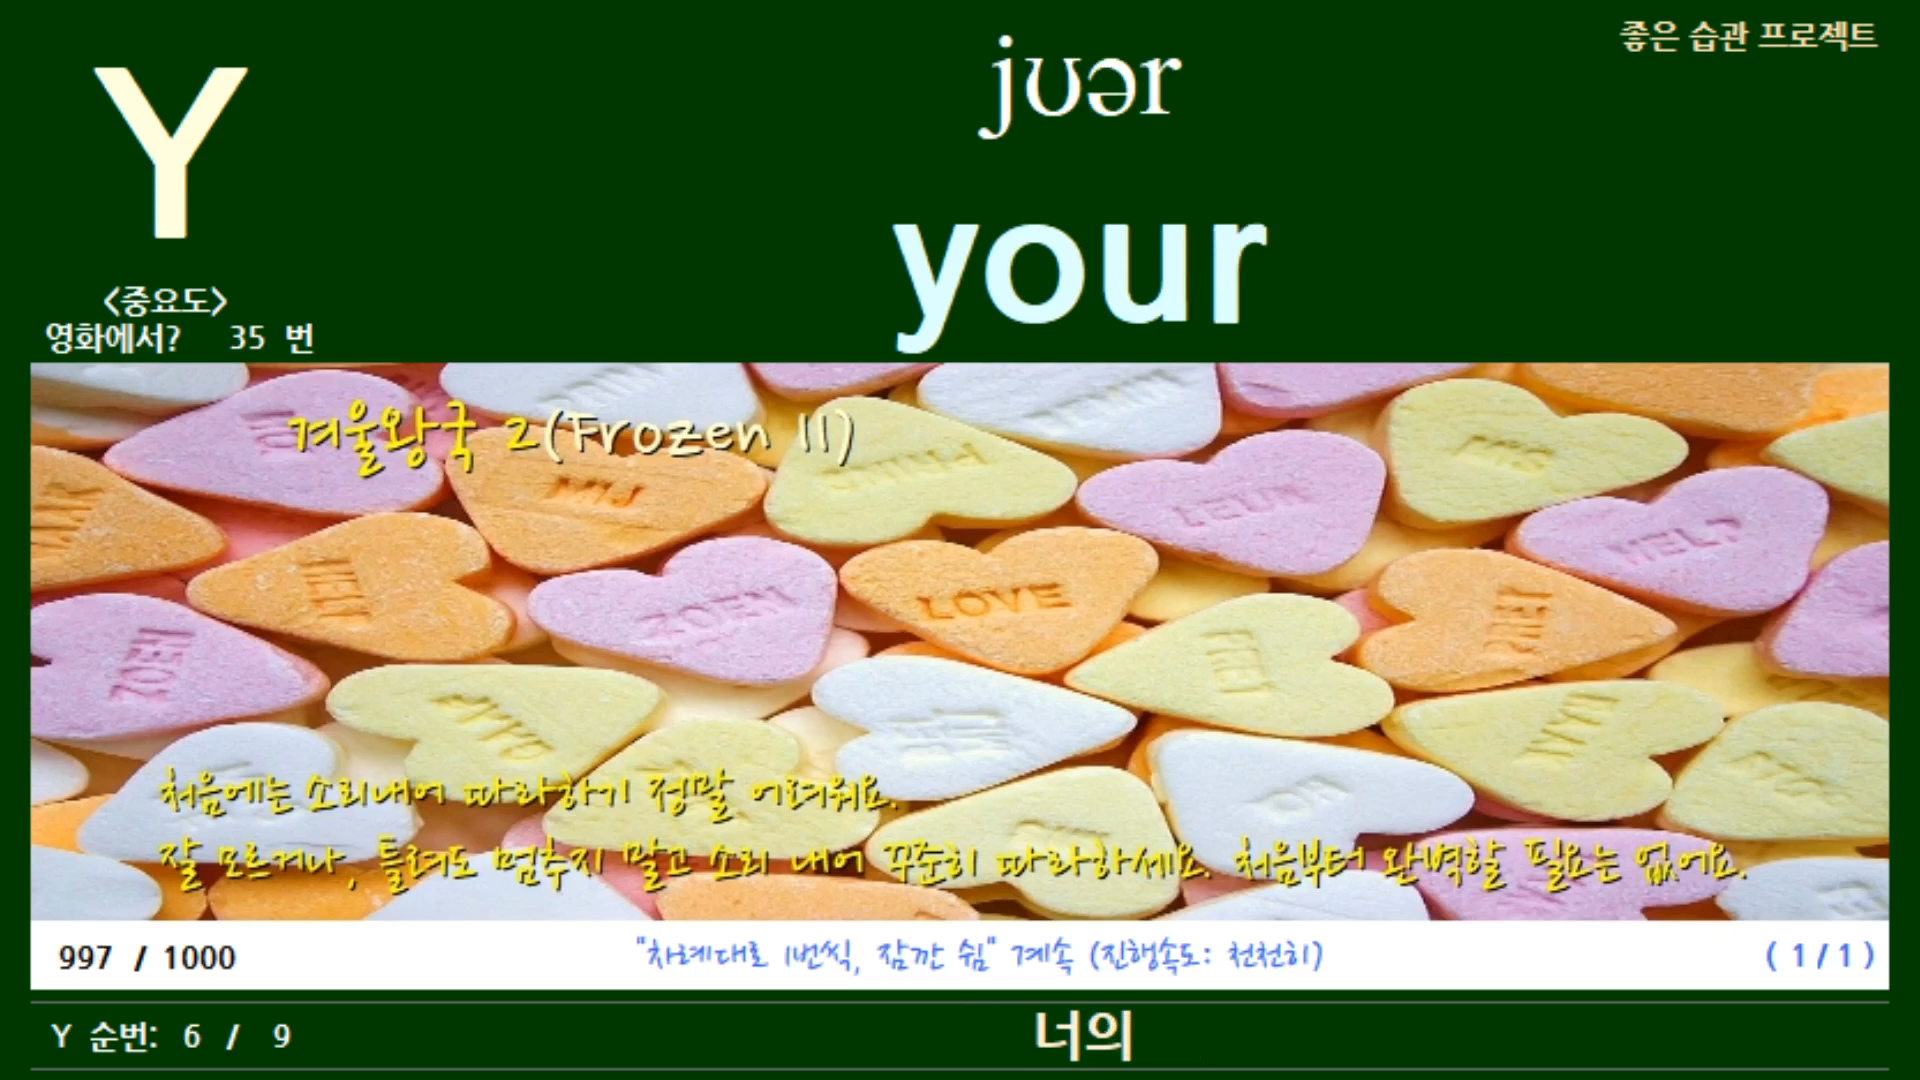 좋은 습관 프로젝트
Y
jʊər
your
<중요도>
영화에서? 35 번
겨울왕국 2(Frozen II)
MIJ
LEUK
MIS
HELP
ZOEN
LOVE
처음에는 소리내어 따라하기 정말 어려워요.
잘 모르거나, 틀려도 멈추지 말고 소리 내어 꾸준히 따라하세요. 처음부터 완벽할 필요는 없어요.
997 / 1000
"차례대로 1번씩, 잠깐 쉼" 계속 (진행속도: 천천히)
( 1 / 1 )
Y 순번: 6 / 9
너의